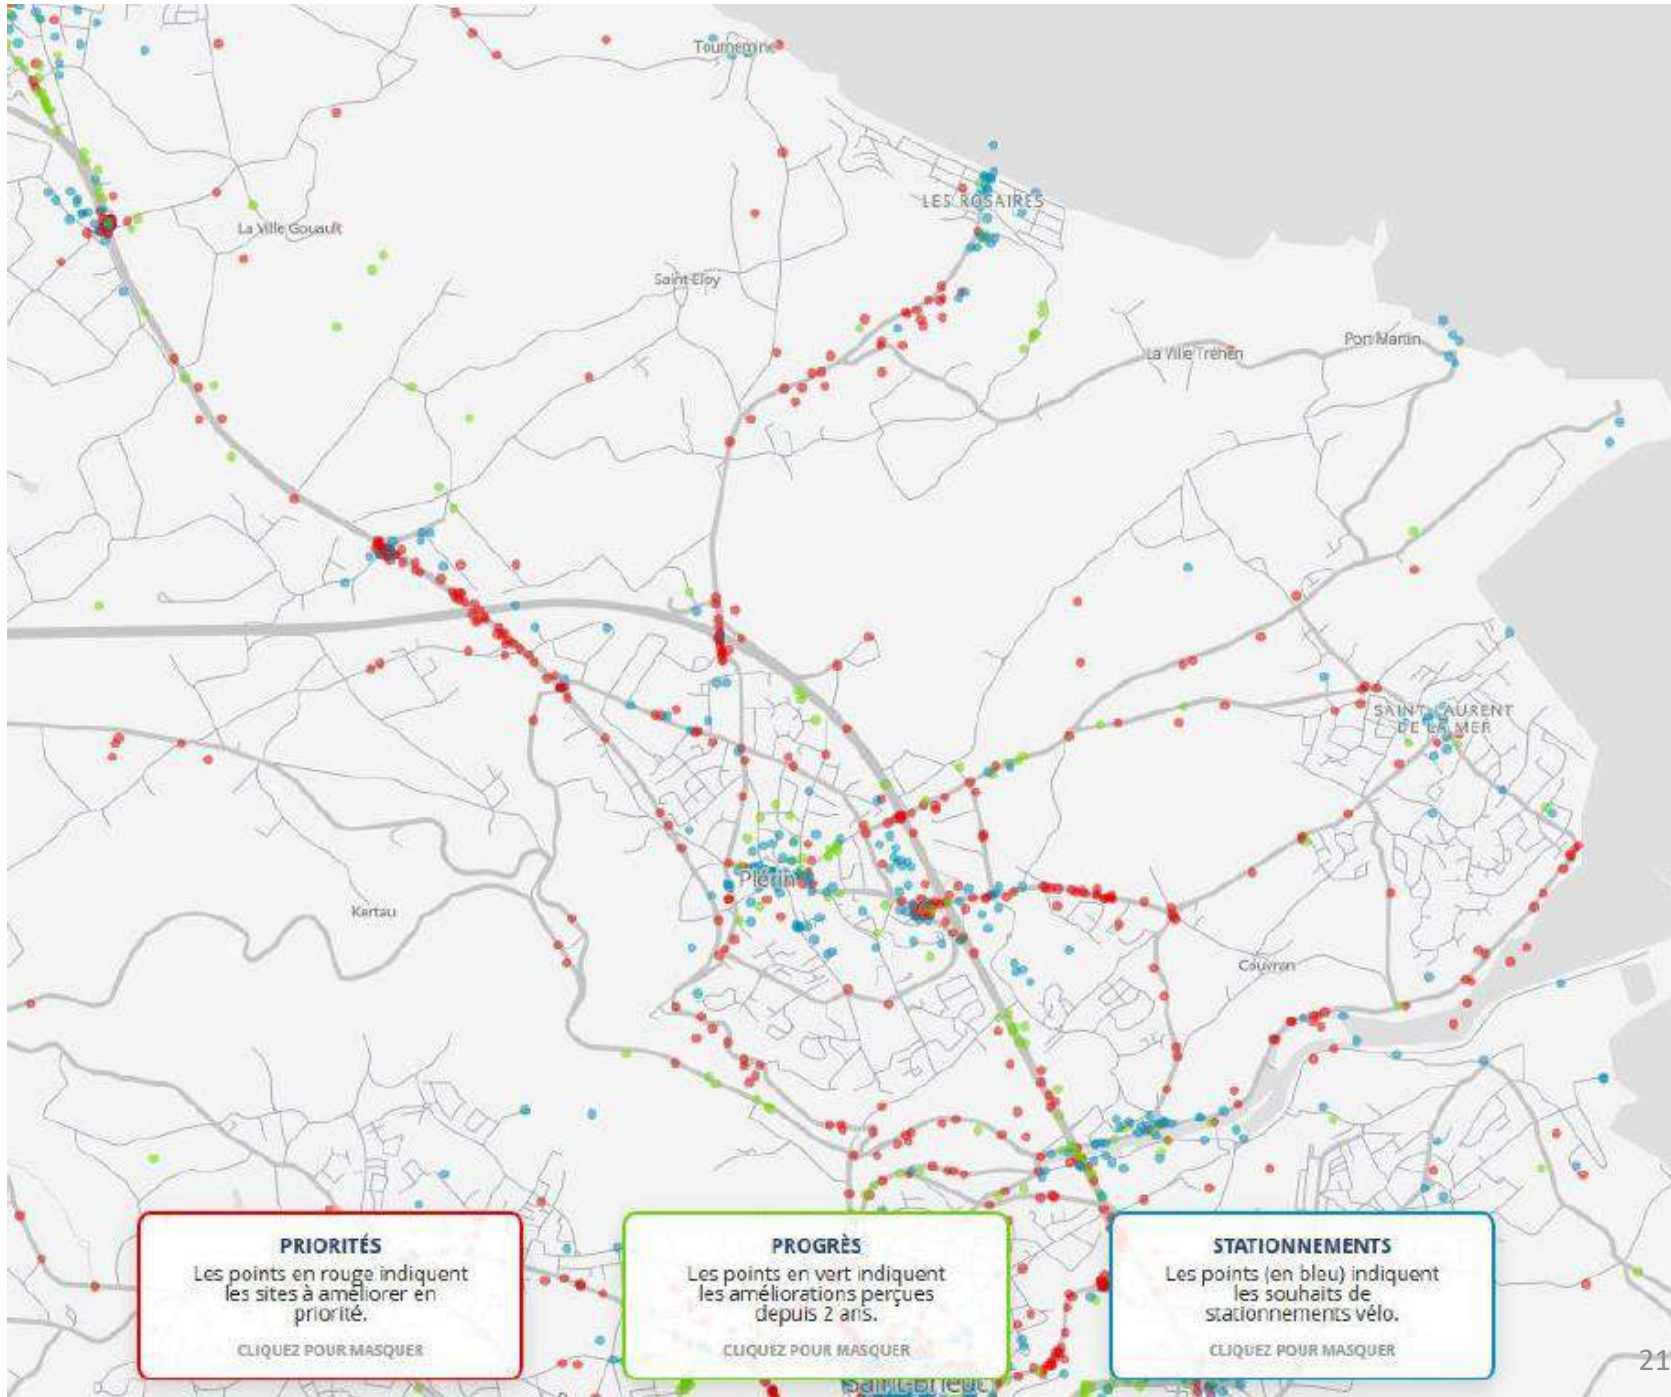 Tournemine
LES ROSAIRES
La Ville Gouault
Saint-Eloy
Port Martin
La Ville Tréhen
SAINT-LAURENT
DE LA MER
Plérin
Kertau
Couvran
PRIORITÉS
Les points en rouge indiquent
les sites à améliorer en
priorité.
CLIQUEZ POUR MASQUER
PROGRÈS
Les points en vert indiquent
les améliorations perçues
depuis 2 ans.
CLIQUEZ POUR MASQUER
STATIONNEMENTS
Les points (en bleu) indiquent
les souhaits de
stationnements vélo.
CLIQUEZ POUR MASQUER
21
Saint-Brieuc